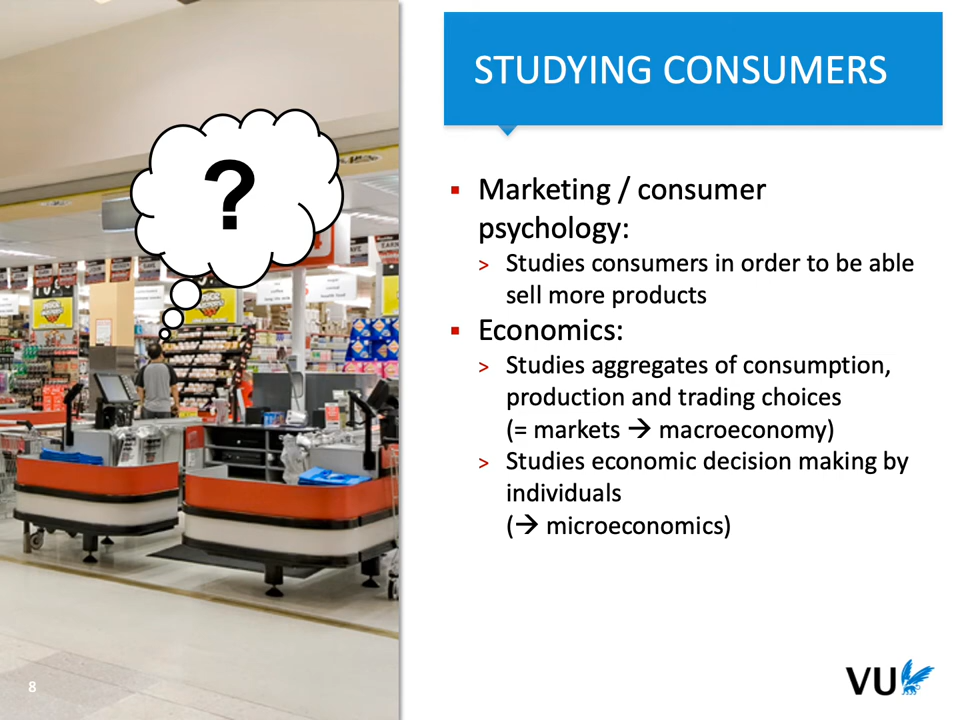 STUDYING CONSUMERS
?
▪ Marketing / consumer
psychology:
> Studies consumers in order to be able
sell more products
▪ Economics:
> Studies aggregates of consumption,
production and trading choices
(= markets → macroeconomy)
> Studies economic decision making by
individuals
(→ microeconomics)
8
VU